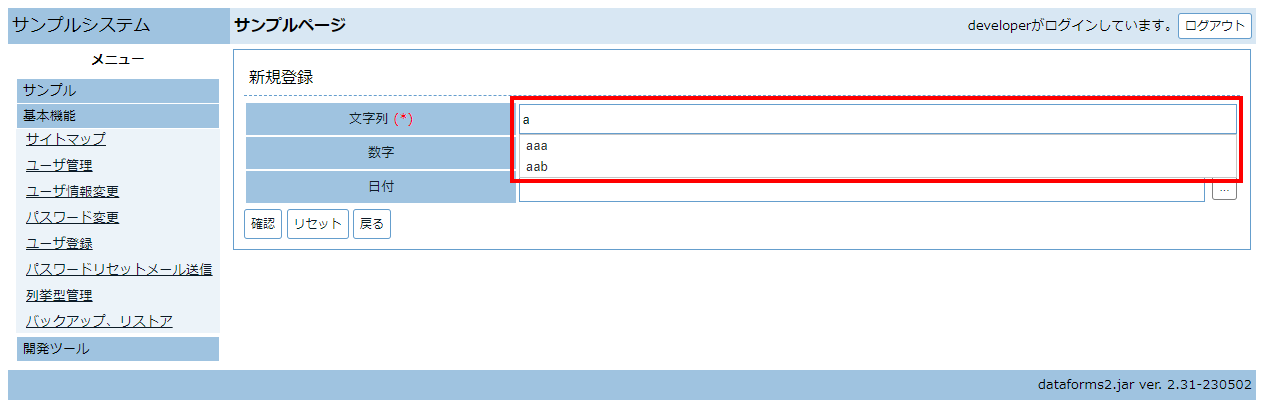 サンプルシステム
サンプルページ
developerがログインしています。 ログアウト
メニュー
サンプル
基本機能
サイトマップ
ユーザ管理
ユーザ情報変更
パスワード変更
ユーザ登録
パスワードリセットメール送信
列挙型管理
バックアップ、リストア
開発ツール
新規登録
文字列 (*) a
aaa
aab
数字
日付 ...
確認 リセット 戻る
dataforms2.jar ver. 2.31-230502